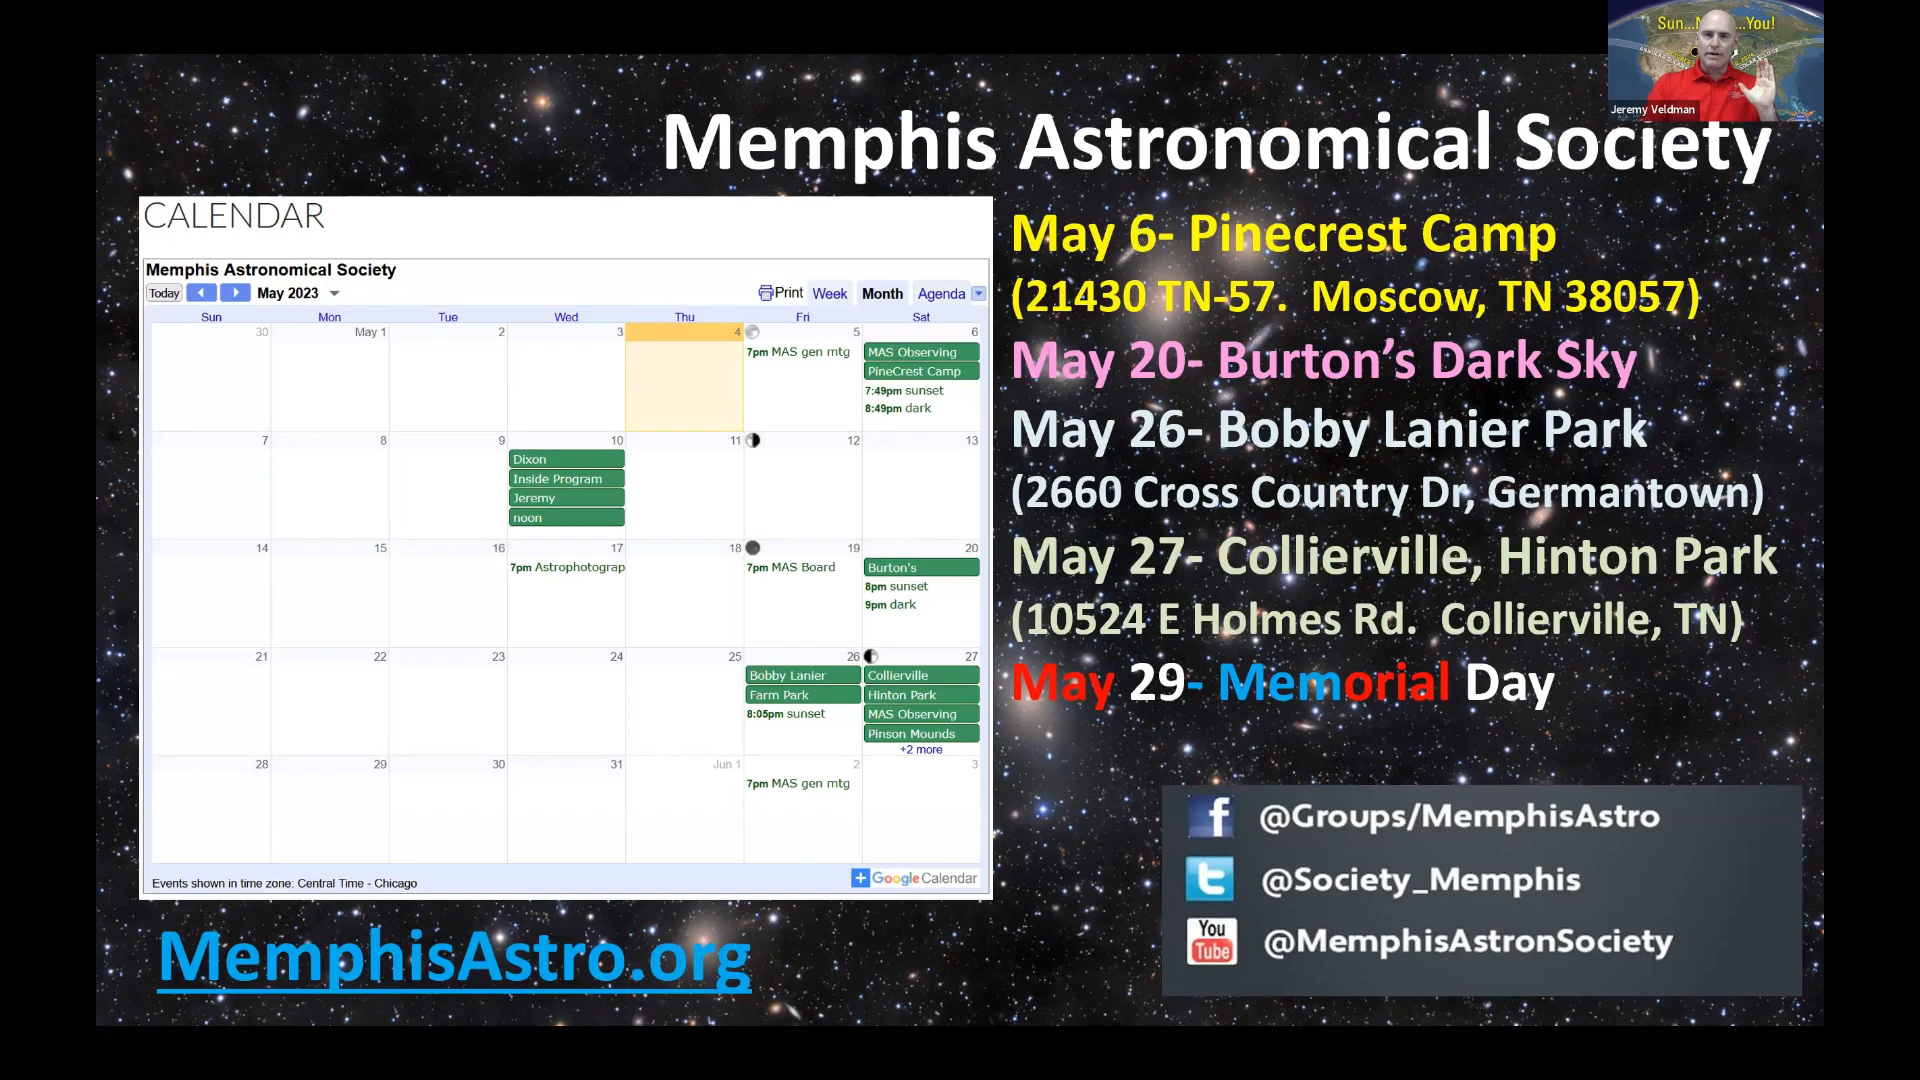 Sun...N...You!
Jeremy Veldman
Memphis Astronomical Society
CALENDAR
Memphis Astronomical Society
Today May 2023 Print Week Month Agenda
Sun Mon Tue Wed Thu Fri Sat
30 May 1 2 3 4 5 6
7pm MAS gen mtg
MAS Observing
PineCrest Camp
7:49pm sunset
8:49pm dark
7 8 9 10 11 12 13
Dixon
Inside Program
Jeremy
noon
14 15 16 17 18 19 20
7pm Astrophotograp
7pm MAS Board
Burton's
8pm sunset
9pm dark
21 22 23 24 25 26 27
Bobby Lanier
Farm Park
8:05pm sunset
Collierville
Hinton Park
MAS Observing
Pinson Mounds
+2 more
28 29 30 31 Jun 1 2 3
7pm MAS gen mtg
Events shown in time zone: Central Time - Chicago
Google Calendar
May 6- Pinecrest Camp
(21430 TN-57. Moscow, TN 38057)
May 20- Burton’s Dark Sky
May 26- Bobby Lanier Park
(2660 Cross Country Dr, Germantown)
May 27- Collierville, Hinton Park
(10524 E Holmes Rd. Collierville, TN)
May 29- Memorial Day
MemphisAstro.org
f @Groups/MemphisAstro
t @Society_Memphis
You Tube @MemphisAstronSociety